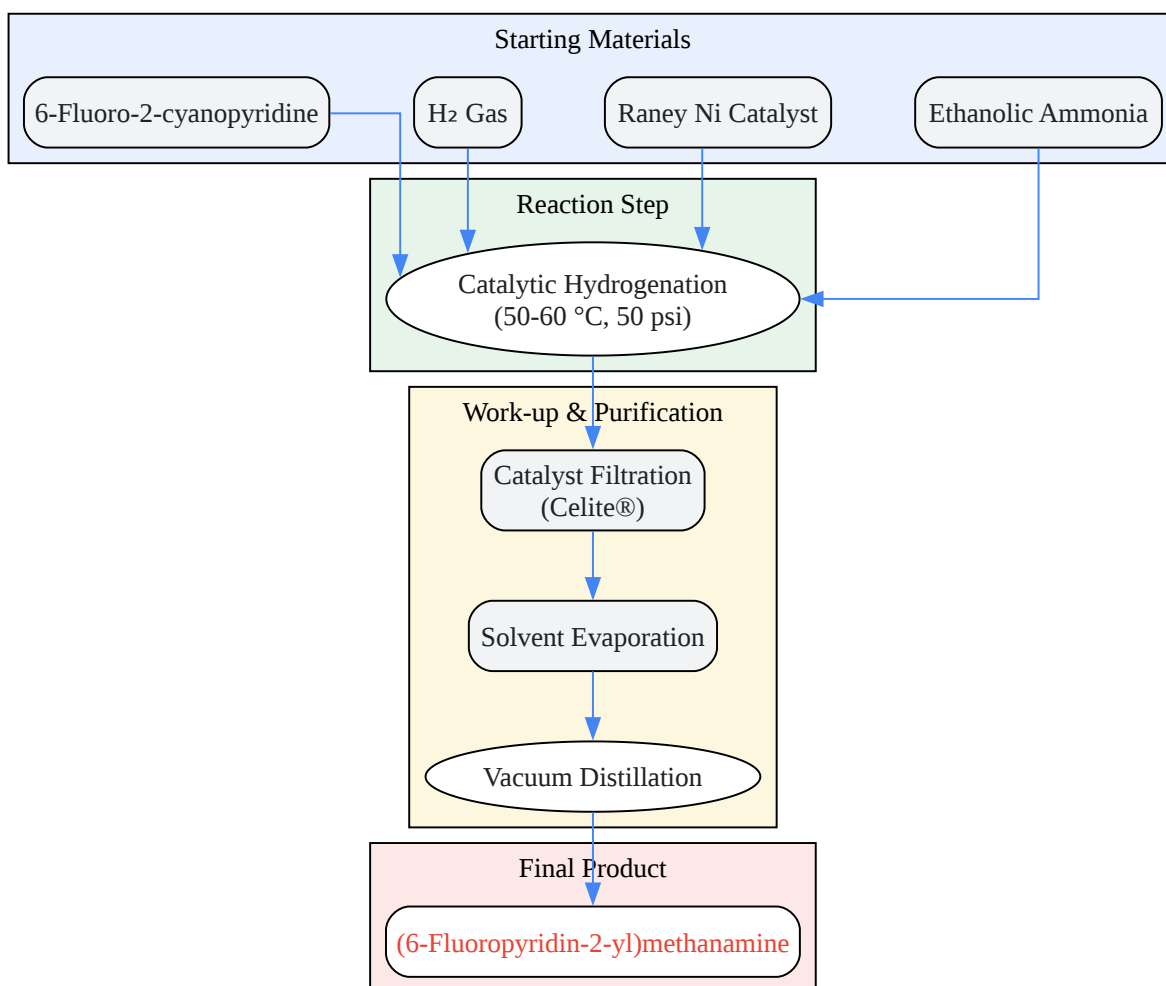 Starting Materials
6-Fluoro-2-cyanopyridine
H₂ Gas
Raney Ni Catalyst
Ethanolic Ammonia
Reaction Step
Catalytic Hydrogenation
(50-60 °C, 50 psi)
Work-up & Purification
Catalyst Filtration
(Celite®)
Solvent Evaporation
Vacuum Distillation
Final Product
(6-Fluoropyridin-2-yl)methanamine